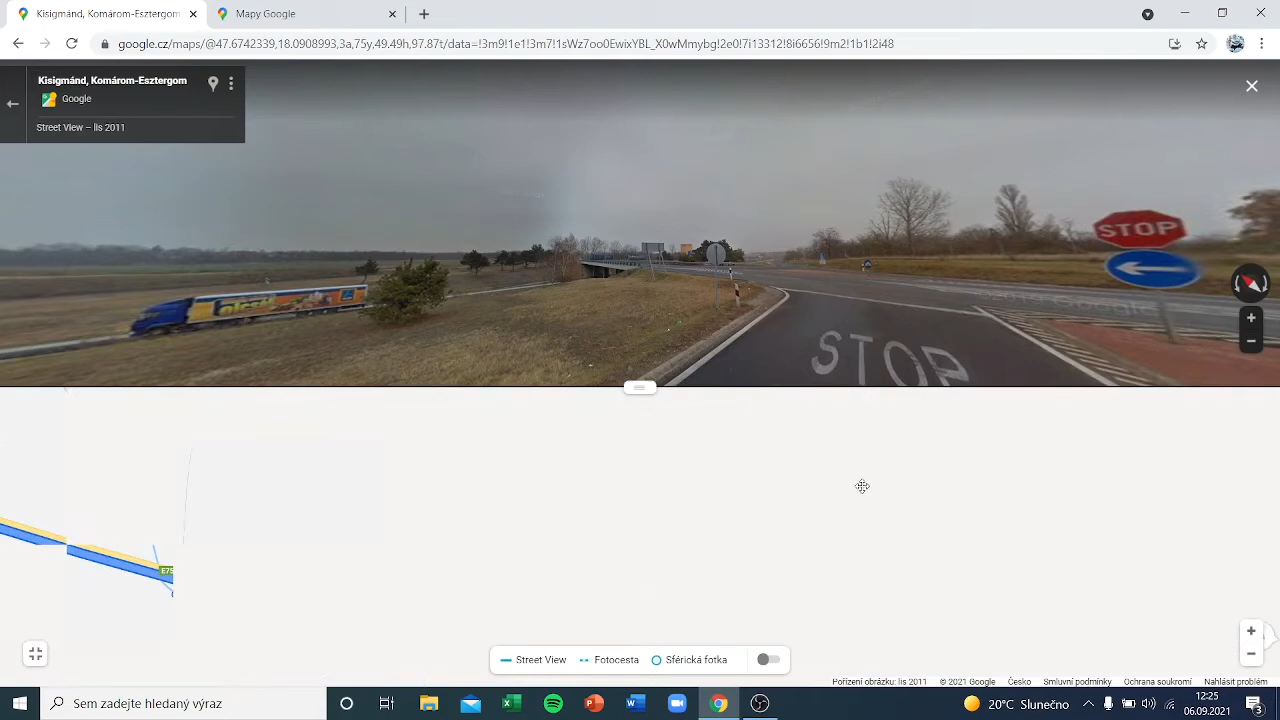 Kisigmánd, Komárom-Esztergom
Mapy Google
google.cz/maps/@47.6742339,18.0908993,3a,75y,49.49h,97.87t/data=!3m9!1e1!3m7!1sWz7oo0EwixYBL_X0wMmybg!2e0!7i13312!8i6656!9m2!1b1!2i48
Kisigmánd, Komárom-Esztergom
Google
Street View – lis 2011
STOP
STOP
Street View
Fotocesta
Sférická fotka
Pořízení obrázku: lis 2011 © 2021 Google Česko Smluvní podmínky Ochrana soukromí Nahlásit problém
Sem zadejte hledaný výraz
20°C Slunečno
12:25
06.09.2021
3